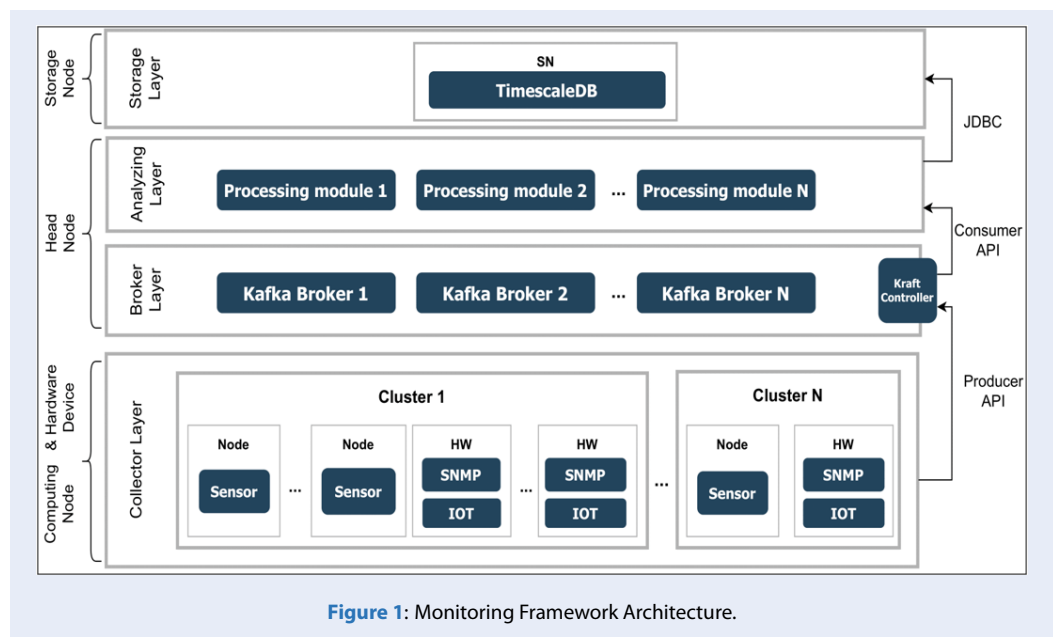 Storage
Node
Storage
Layer
SN
TimescaleDB
JDBC
Head
Node
Analyzing
Layer
Processing module 1
Processing module 2
...
Processing module N
Consumer
API
Broker
Layer
Kafka Broker 1
Kafka Broker 2
...
Kafka Broker N
Kraft
Controller
Producer
API
Computing & Hardware
Node Device
Collector Layer
Cluster 1
Node
Sensor
...
Node
Sensor
HW
SNMP
IOT
...
HW
SNMP
IOT
...
Cluster N
Node
Sensor
HW
SNMP
IOT
Figure 1: Monitoring Framework Architecture.